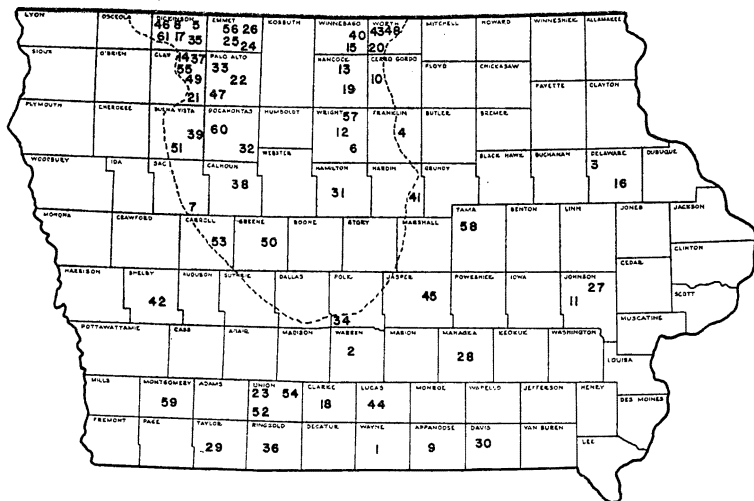 LYON OSCEOLA DICKINSON EMMET KOSSUTH WINNEBAGO WORTH MITCHELL HOWARD WINNESHIEK ALLAMAKEE
46 8 5 56 26 40 43 48
61 17 35 25 24 15 20
SIOUX O'BRIEN CLAY PALO ALTO HANCOCK CERRO GORDO FLOYD CHICKASAW
14 37 33 13 10
55 49 22 19
21 47
FAYETTE CLAYTON
PLYMOUTH CHEROKEE BUENA VISTA POCAHONTAS HUMBOLDT WRIGHT FRANKLIN BUTLER BREMER
39 60 57 4
51 32 12 6
WOODBURY IDA SAC CALHOUN WEBSTER HAMILTON HARDIN GRUNDY BLACK HAWK BUCHANAN DELAWARE DUBUQUE
7 38 31 41 3 16
MONONA CRAWFORD CARROLL GREENE BOONE STORY MARSHALL TAMA BENTON LINN JONES JACKSON
53 50 58
CLINTON
CEDAR
HARRISON SHELBY AUDUBON GUTHRIE DALLAS POLK JASPER POWESHIEK IOWA JOHNSON SCOTT
42 34 45 11 27
MUSCATINE
POTTAWATTAMIE CASS ADAIR MADISON WARREN MARION MAHASKA KEOKUK WASHINGTON
2 28
LOUISA
MILLS MONTGOMERY ADAMS UNION CLARKE LUCAS MONROE WAPELLO JEFFERSON HENRY DES MOINES
59 23 54 18 44
52
FREMONT PAGE TAYLOR RINGGOLD DECATUR WAYNE APPANOOSE DAVIS VAN BUREN LEE
29 36 1 9 30